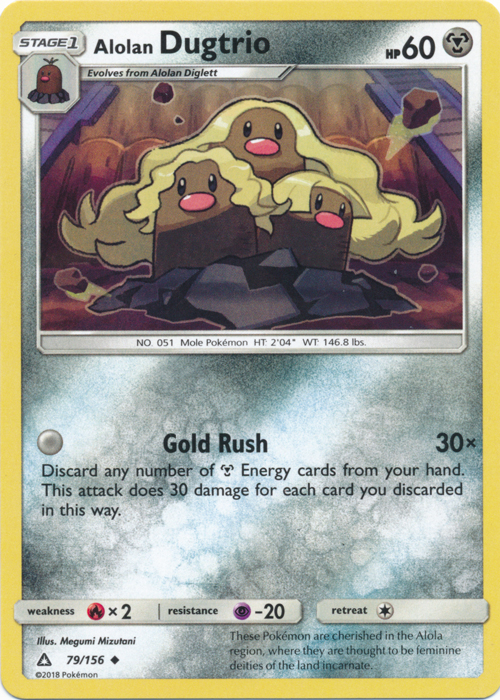 STAGE 1 Alolan Dugtrio HP 60
Evolves from Alolan Diglett
NO. 051 Mole Pokémon HT: 2'04" WT: 146.8 lbs.
Gold Rush 30×
Discard any number of Energy cards from your hand.
This attack does 30 damage for each card you discarded
in this way.
weakness ×2 resistance -20 retreat
Illus. Megumi Mizutani
79/156
©2018 Pokémon
These Pokémon are cherished in the Alola
region, where they are thought to be feminine
deities of the land incarnate.